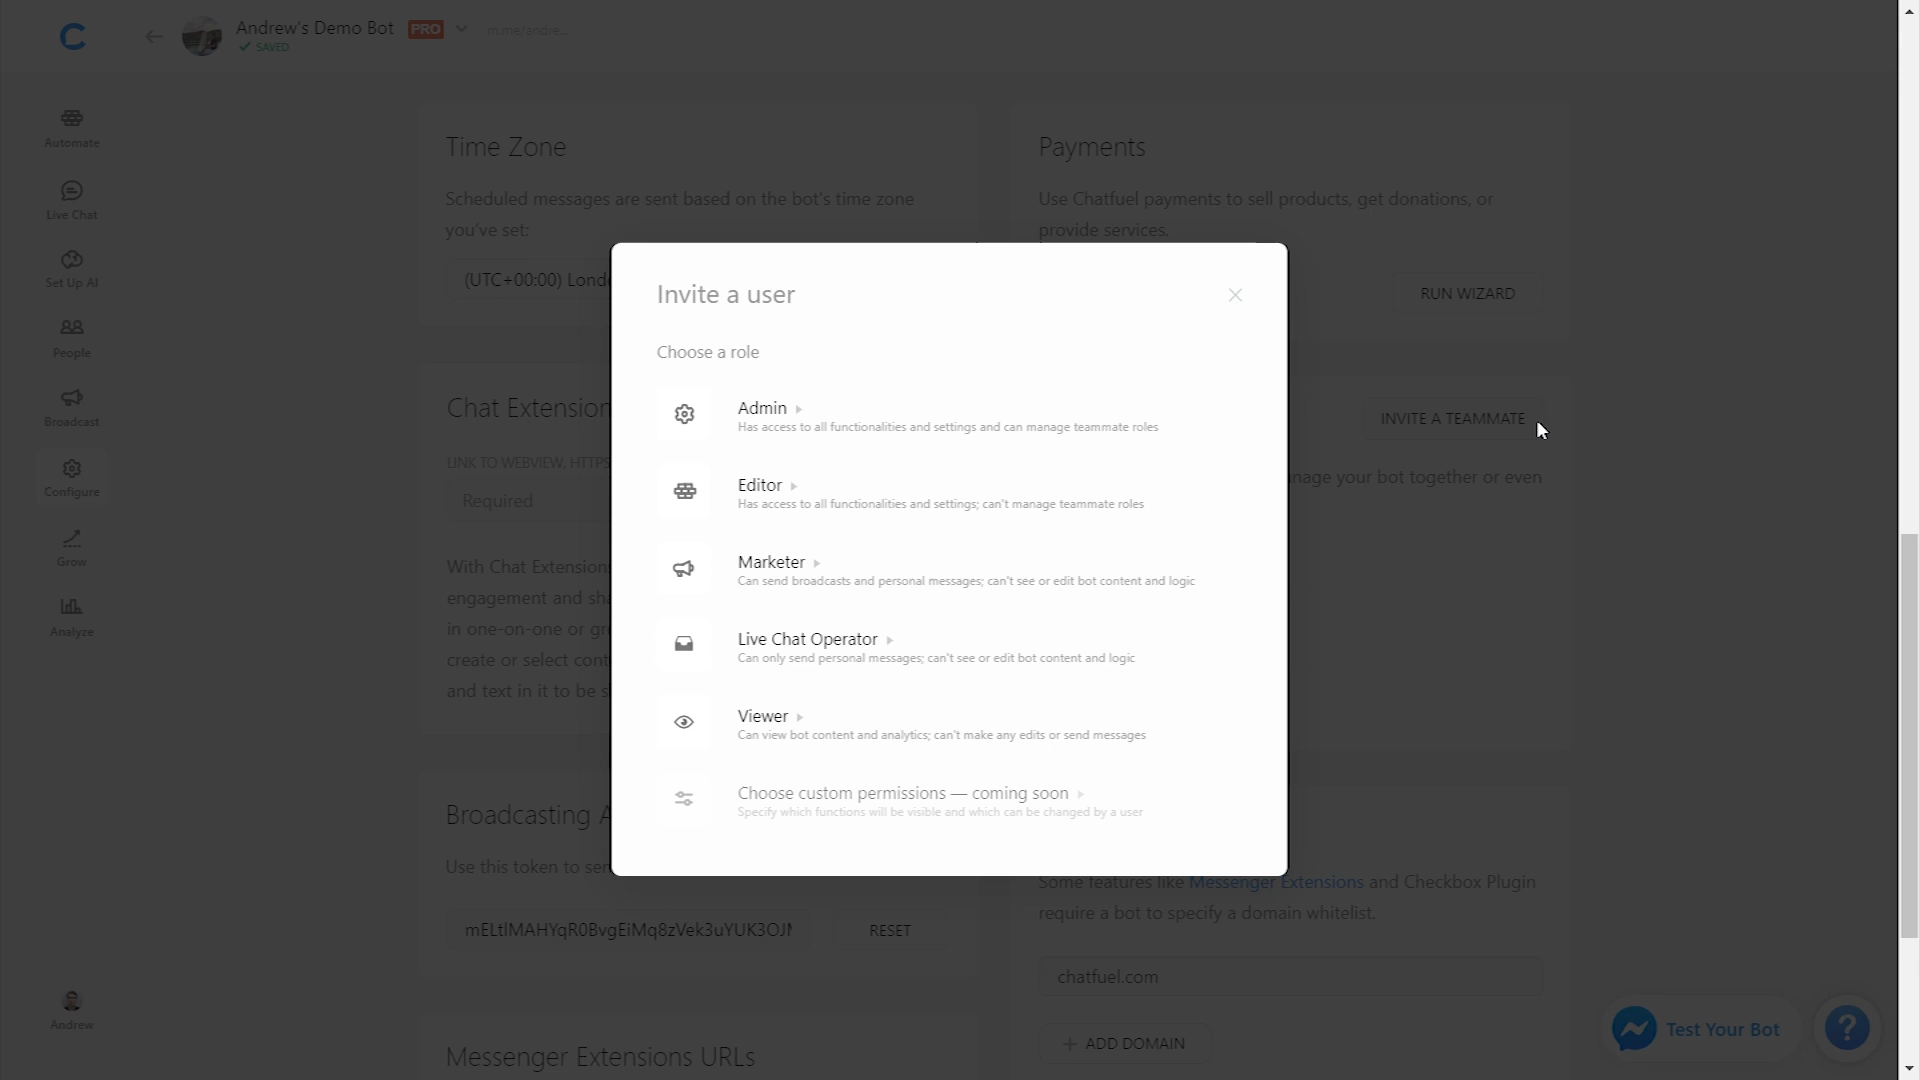 Andrew's Demo Bot PRO
SAVED
Automate
Live Chat
Set Up AI
People
Broadcast
Configure
Grow
Analyze
Andrew
Time Zone
Scheduled messages are sent based on the bot's time zone
you've set:
(UTC+00:00) Lond
Payments
Use Chatfuel payments to sell products, get donations, or
provide services.
RUN WIZARD
Chat Extension
LINK TO WEBVIEW, HTTPS
Required
With Chat Extensions
engagement and sha
in one-on-one or gr
create or select cont
and text in it to be s
INVITE A TEAMMATE
nage your bot together or even
Invite a user
Choose a role
Admin
Has access to all functionalities and settings and can manage teammate roles
Editor
Has access to all functionalities and settings; can't manage teammate roles
Marketer
Can send broadcasts and personal messages; can't see or edit bot content and logic
Live Chat Operator
Can only send personal messages; can't see or edit bot content and logic
Viewer
Can view bot content and analytics; can't make any edits or send messages
Choose custom permissions — coming soon
Specify which functions will be visible and which can be changed by a user
Broadcasting A
Use this token to ser
RESET
Some features like Messenger Extensions and Checkbox Plugin
require a bot to specify a domain whitelist.
chatfuel.com
+ ADD DOMAIN
Messenger Extensions URLs
Test Your Bot
?